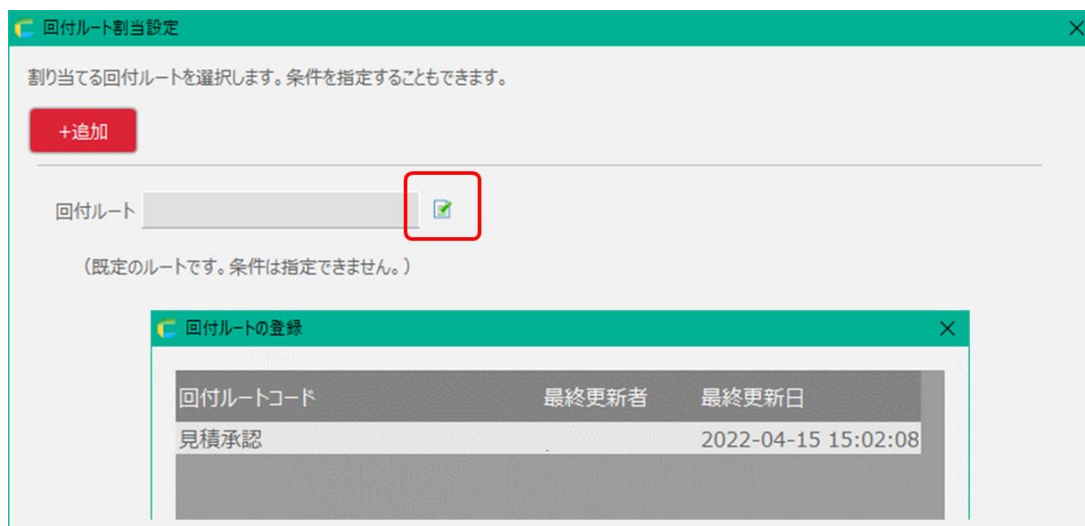 回付ルート割当設定
割り当てる回付ルートを選択します。条件を指定することもできます。
+追加
回付ルート
（既定のルートです。条件は指定できません。）
回付ルートの登録
回付ルートコード 最終更新者 最終更新日
見積承認 2022-04-15 15:02:08